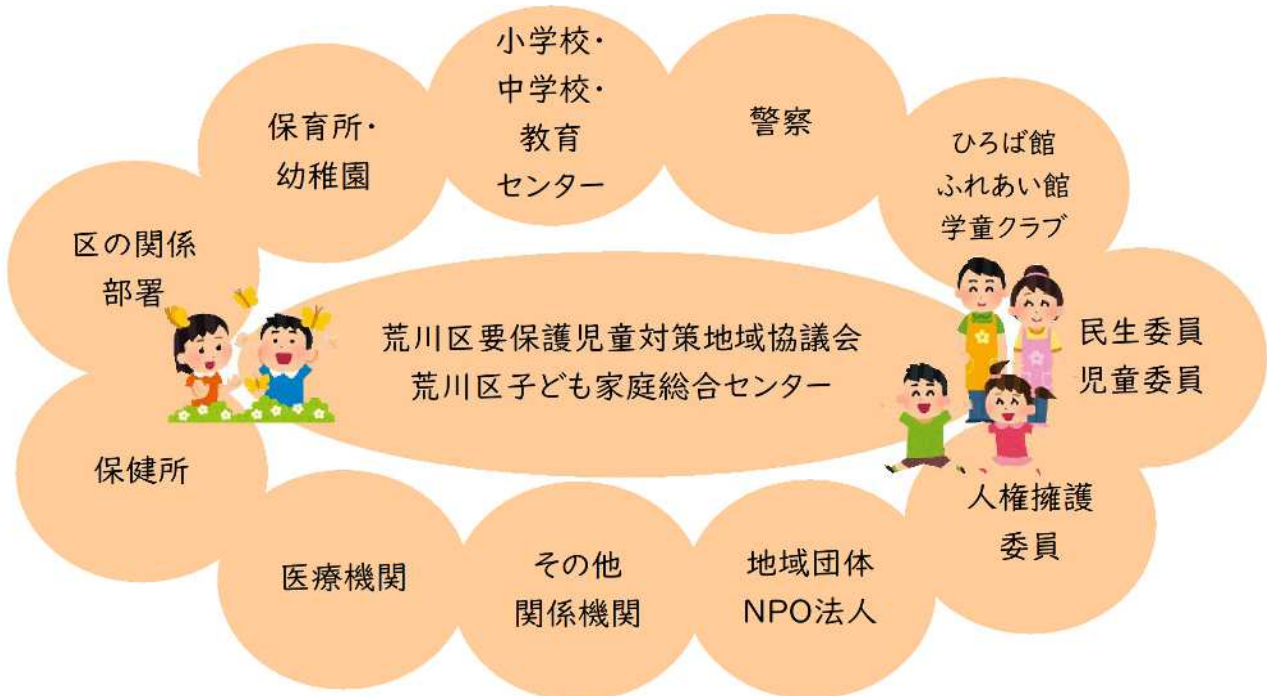 小学校・
中学校・
教育
センター
警察
保育所・
幼稚園
ひろば館
ふれあい館
学童クラブ
区の関係
部署
荒川区要保護児童対策地域協議会
荒川区子ども家庭総合センター
民生委員
児童委員
保健所
人権擁護
委員
医療機関
その他
関係機関
地域団体
NPO法人